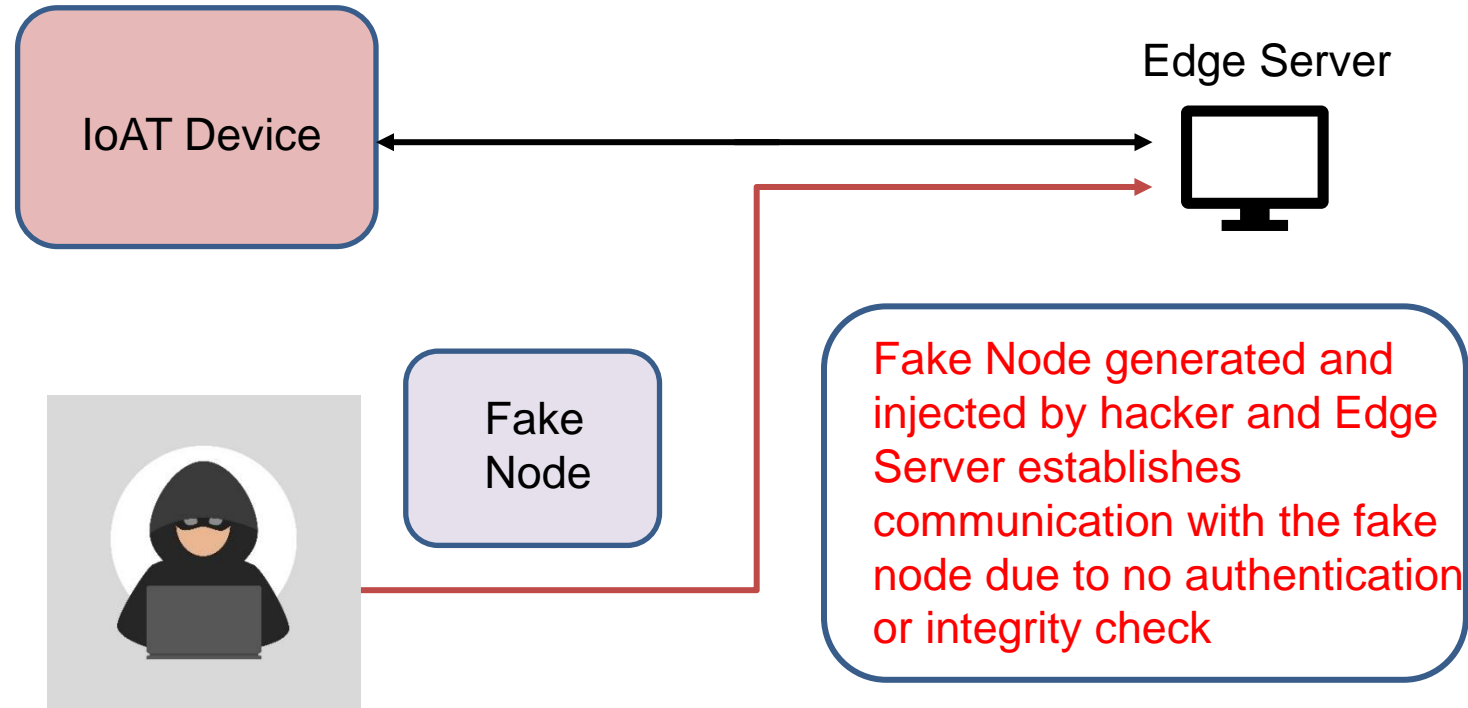 IoAT Device
Edge Server
Fake
Node
Fake Node generated and
injected by hacker and Edge
Server establishes
communication with the fake
node due to no authentication
or integrity check